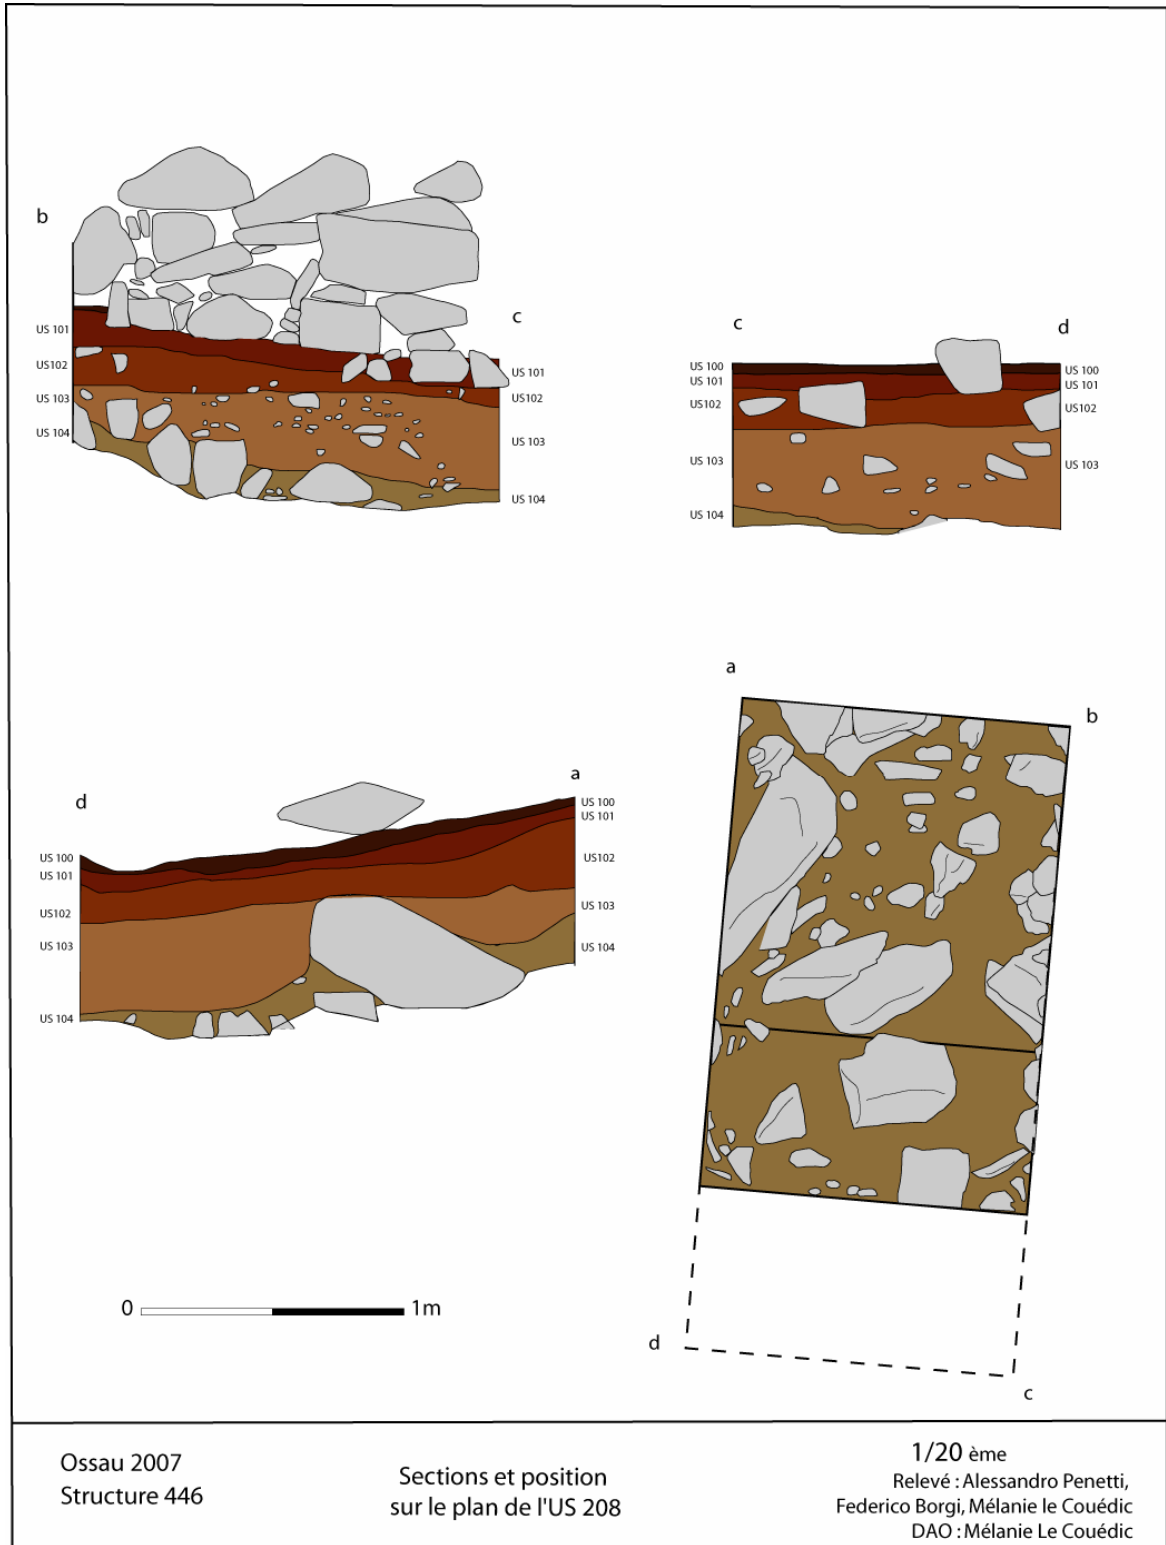 b
c
US 101
US102
US 103
US 104
US 101
US102
US 103
US 104
c
d
US 100
US 101
US102
US 103
US 104
US 100
US 101
US102
US 103
d
a
US 100
US 101
US102
US 103
US 104
US 100
US 101
US102
US 103
US 104
a
b
d
c
0 1m
Ossau 2007
Structure 446
Sections et position
sur le plan de l'US 208
1/20 ème
Relevé : Alessandro Penetti,
Federico Borgi, Mélanie le Couédic
DAO : Mélanie Le Couédic